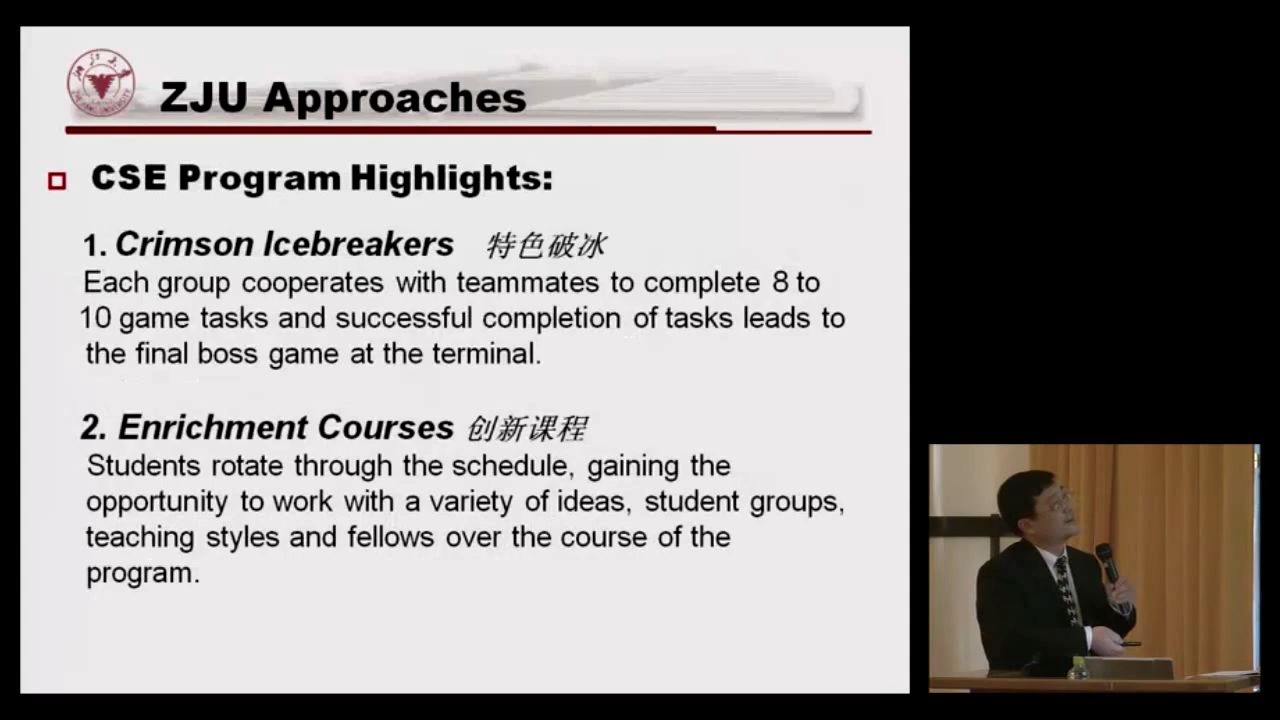 ZJU Approaches
CSE Program Highlights:
1. Crimson Icebreakers 特色破冰
Each group cooperates with teammates to complete 8 to
10 game tasks and successful completion of tasks leads to
the final boss game at the terminal.
2. Enrichment Courses 创新课程
Students rotate through the schedule, gaining the
opportunity to work with a variety of ideas, student groups,
teaching styles and fellows over the course of the
program.